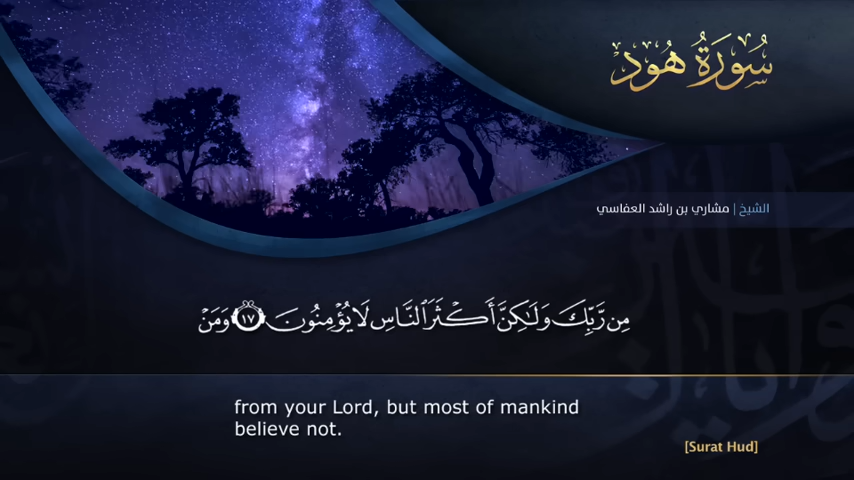 سُورَةُ هُود
الشيخ | مشاري بن راشد العفاسي
مِن رَّبِّكَ وَلَٰكِنَّ أَكْثَرَ ٱلنَّاسِ لَا يُؤْمِنُونَ ١٧ وَمَنْ
from your Lord, but most of mankind
believe not.
[Surat Hud]